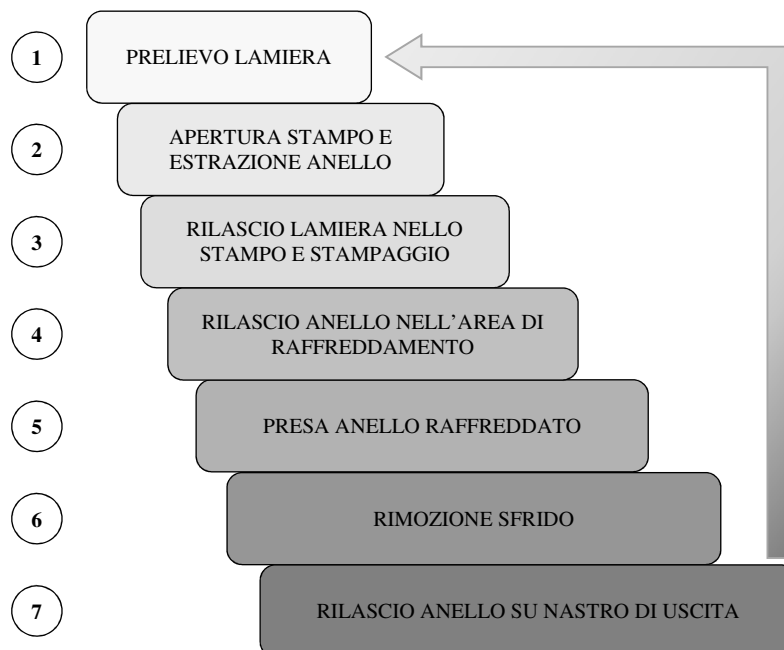 1
PRELIEVO LAMIERA
2
APERTURA STAMPO E
ESTRAZIONE ANELLO
3
RILASCIO LAMIERA NELLO
STAMPO E STAMPAGGIO
4
RILASCIO ANELLO NELL'AREA DI
RAFFREDDAMENTO
5
PRESA ANELLO RAFFREDDATO
6
RIMOZIONE SFRIDO
7
RILASCIO ANELLO SU NASTRO DI USCITA